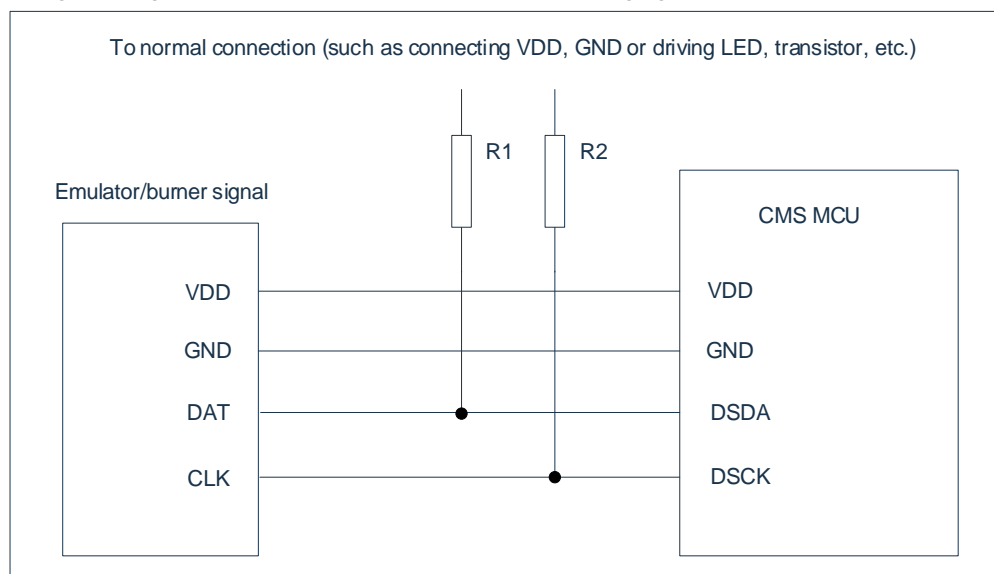 To normal connection (such as connecting VDD, GND or driving LED, transistor, etc.)
R1
R2
Emulator/burner signal
CMS MCU
VDD
VDD
GND
GND
DAT
DSDA
CLK
DSCK